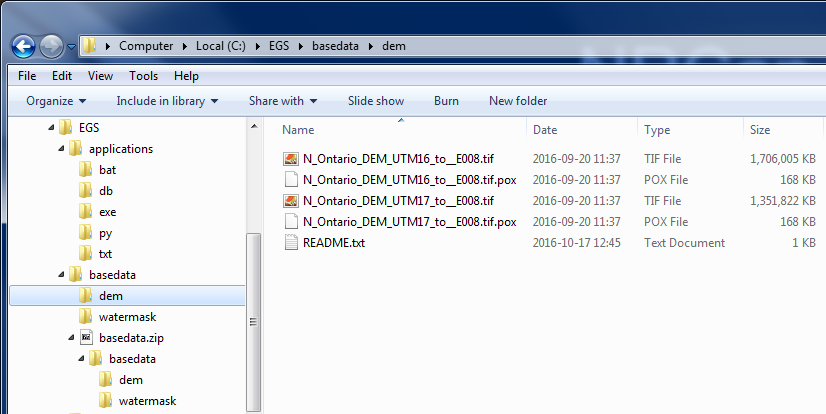 Computer Local (C:) EGS basedata dem
File Edit View Tools Help
Organize Include in library Share with Slide show Burn New folder
EGS
applications
bat
db
exe
py
txt
basedata
dem
watermask
basedata.zip
basedata
dem
watermask
Name Date Type Size
N_Ontario_DEM_UTM16_to__E008.tif 2016-09-20 11:37 TIF File 1,706,005 KB
N_Ontario_DEM_UTM16_to__E008.tif.pox 2016-09-20 11:37 POX File 168 KB
N_Ontario_DEM_UTM17_to__E008.tif 2016-09-20 11:37 TIF File 1,351,822 KB
N_Ontario_DEM_UTM17_to__E008.tif.pox 2016-09-20 11:37 POX File 168 KB
README.txt 2016-10-17 12:45 Text Document 1 KB